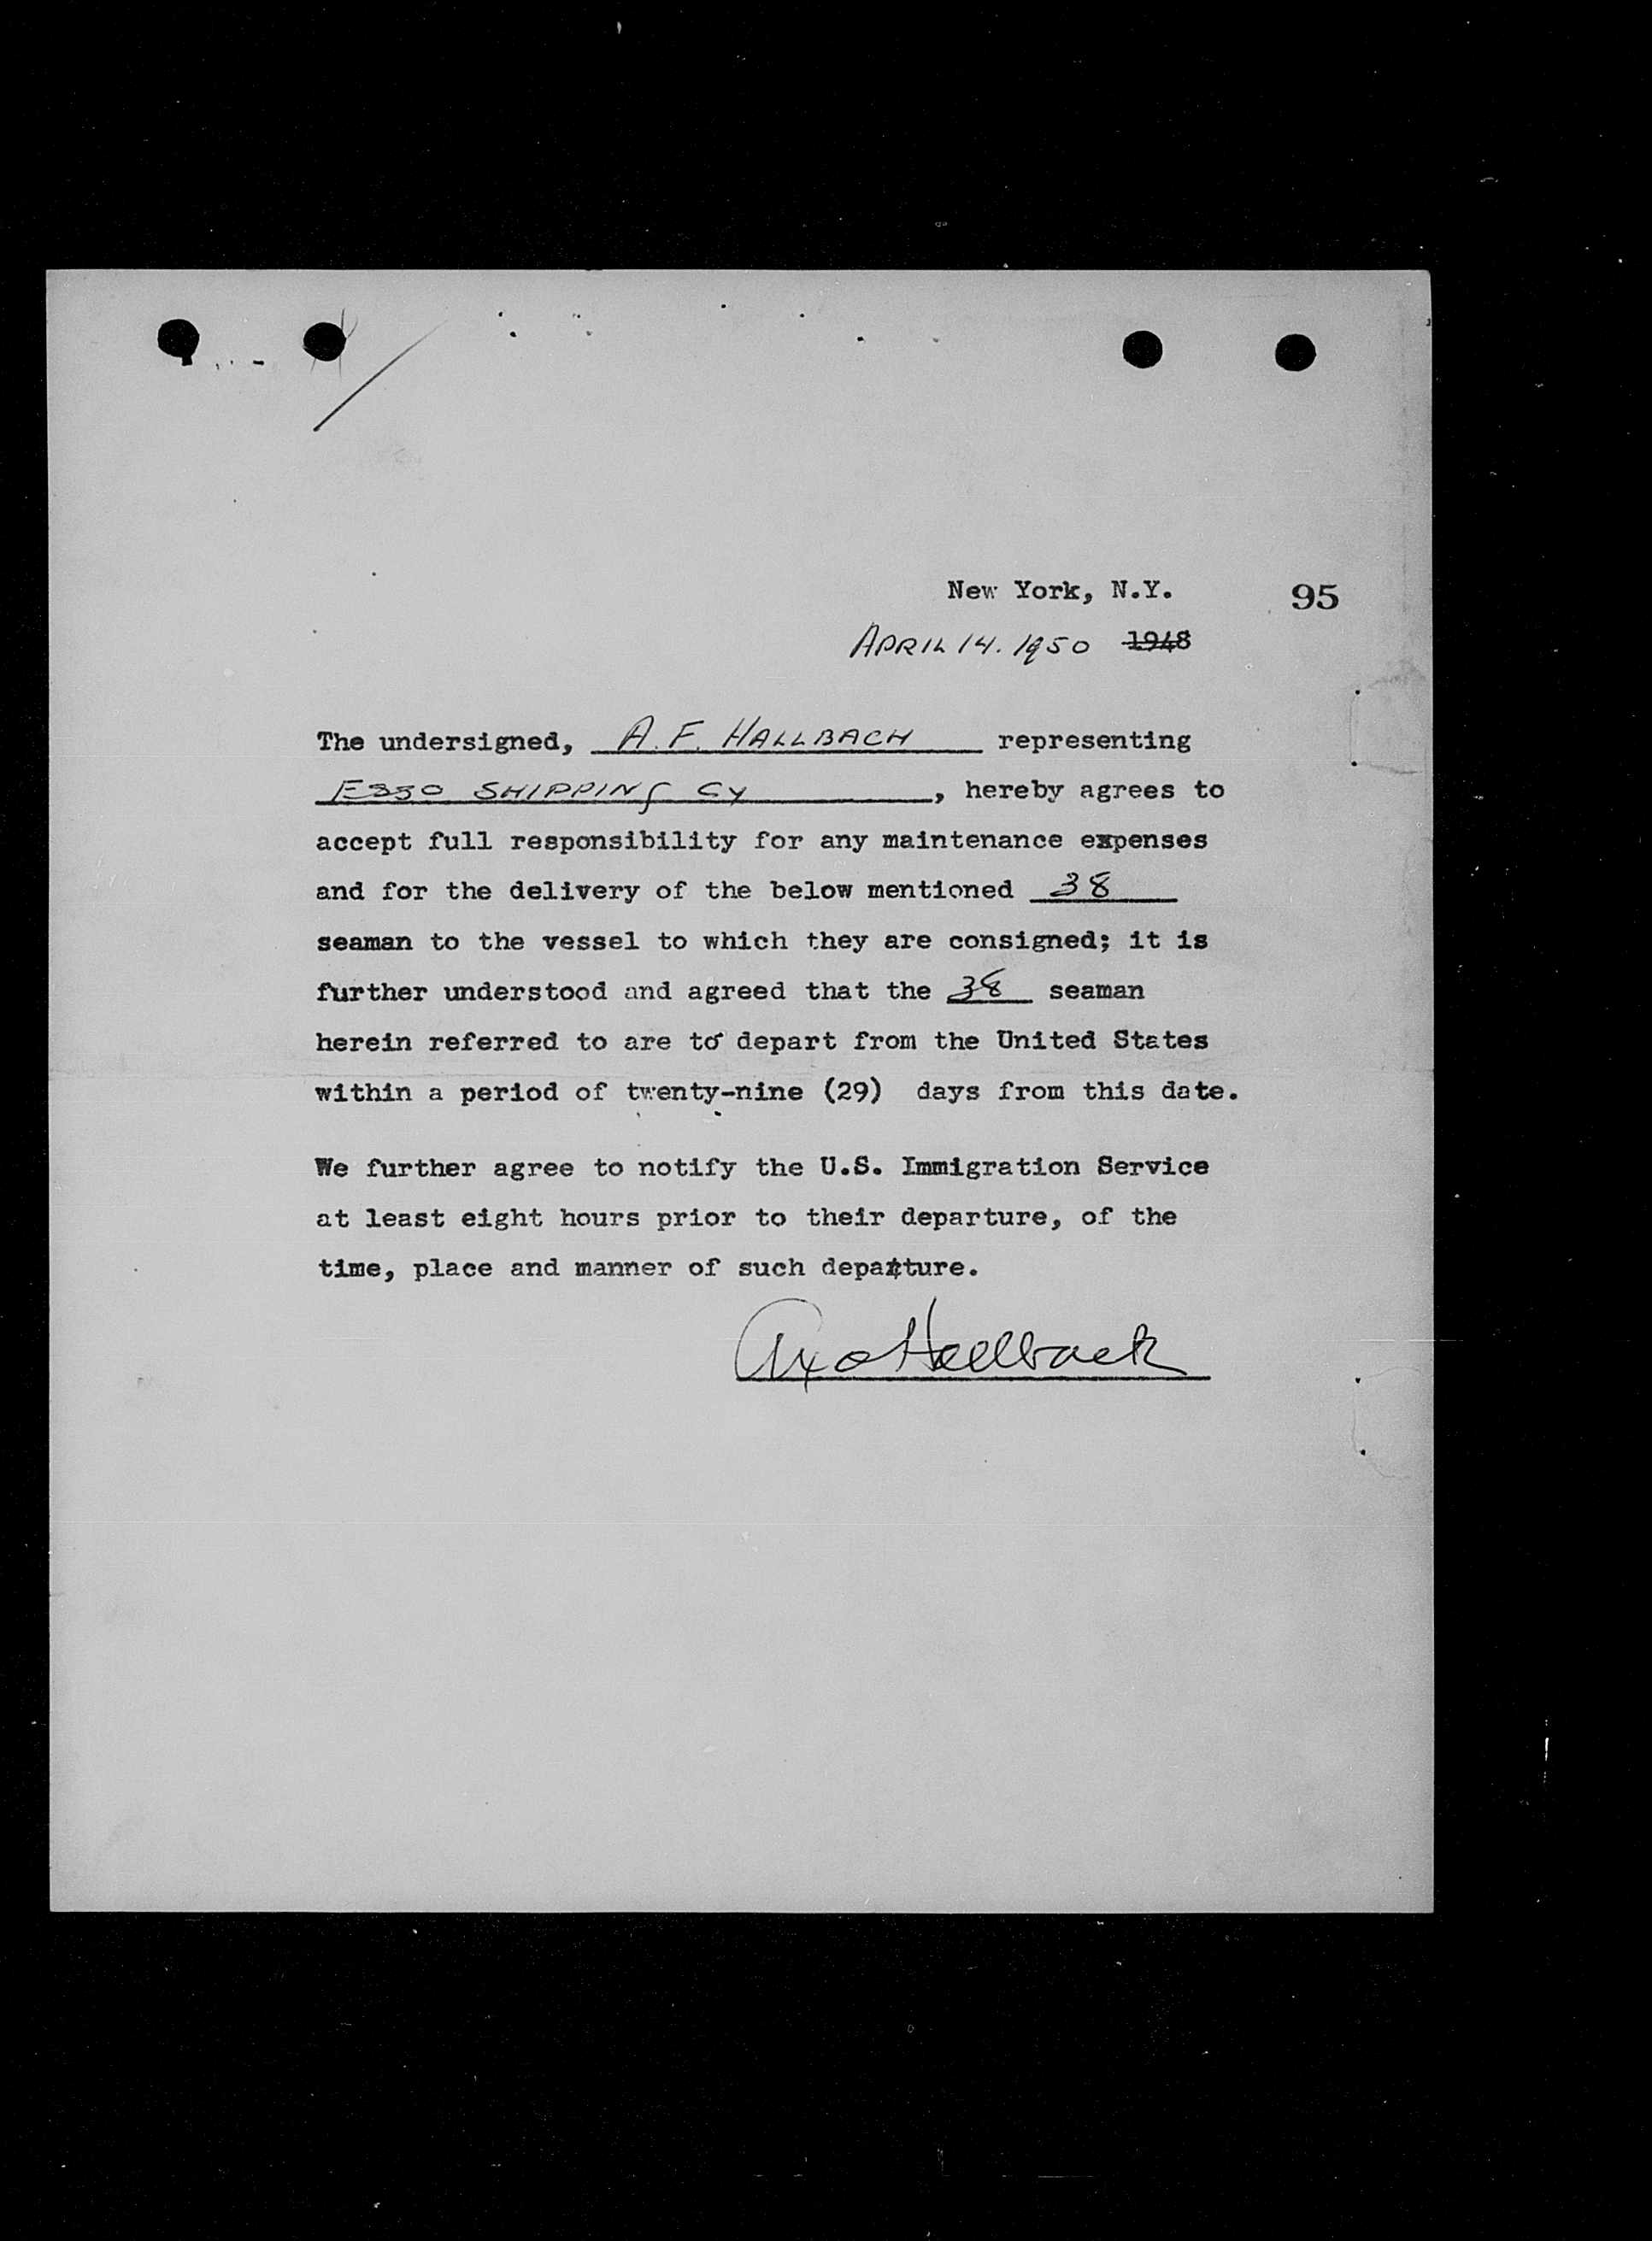 New York, N.Y. 95
APRIL 14. 1950 1948
The undersigned, A. F. HALLBACH representing
ESSO SHIPPING CY, hereby agrees to
accept full responsibility for any maintenance expenses
and for the delivery of the below mentioned 38
seaman to the vessel to which they are consigned; it is
further understood and agreed that the 38 seaman
herein referred to are to depart from the United States
within a period of twenty-nine (29) days from this date.
We further agree to notify the U.S. Immigration Service
at least eight hours prior to their departure, of the
time, place and manner of such departure.
Hallbach